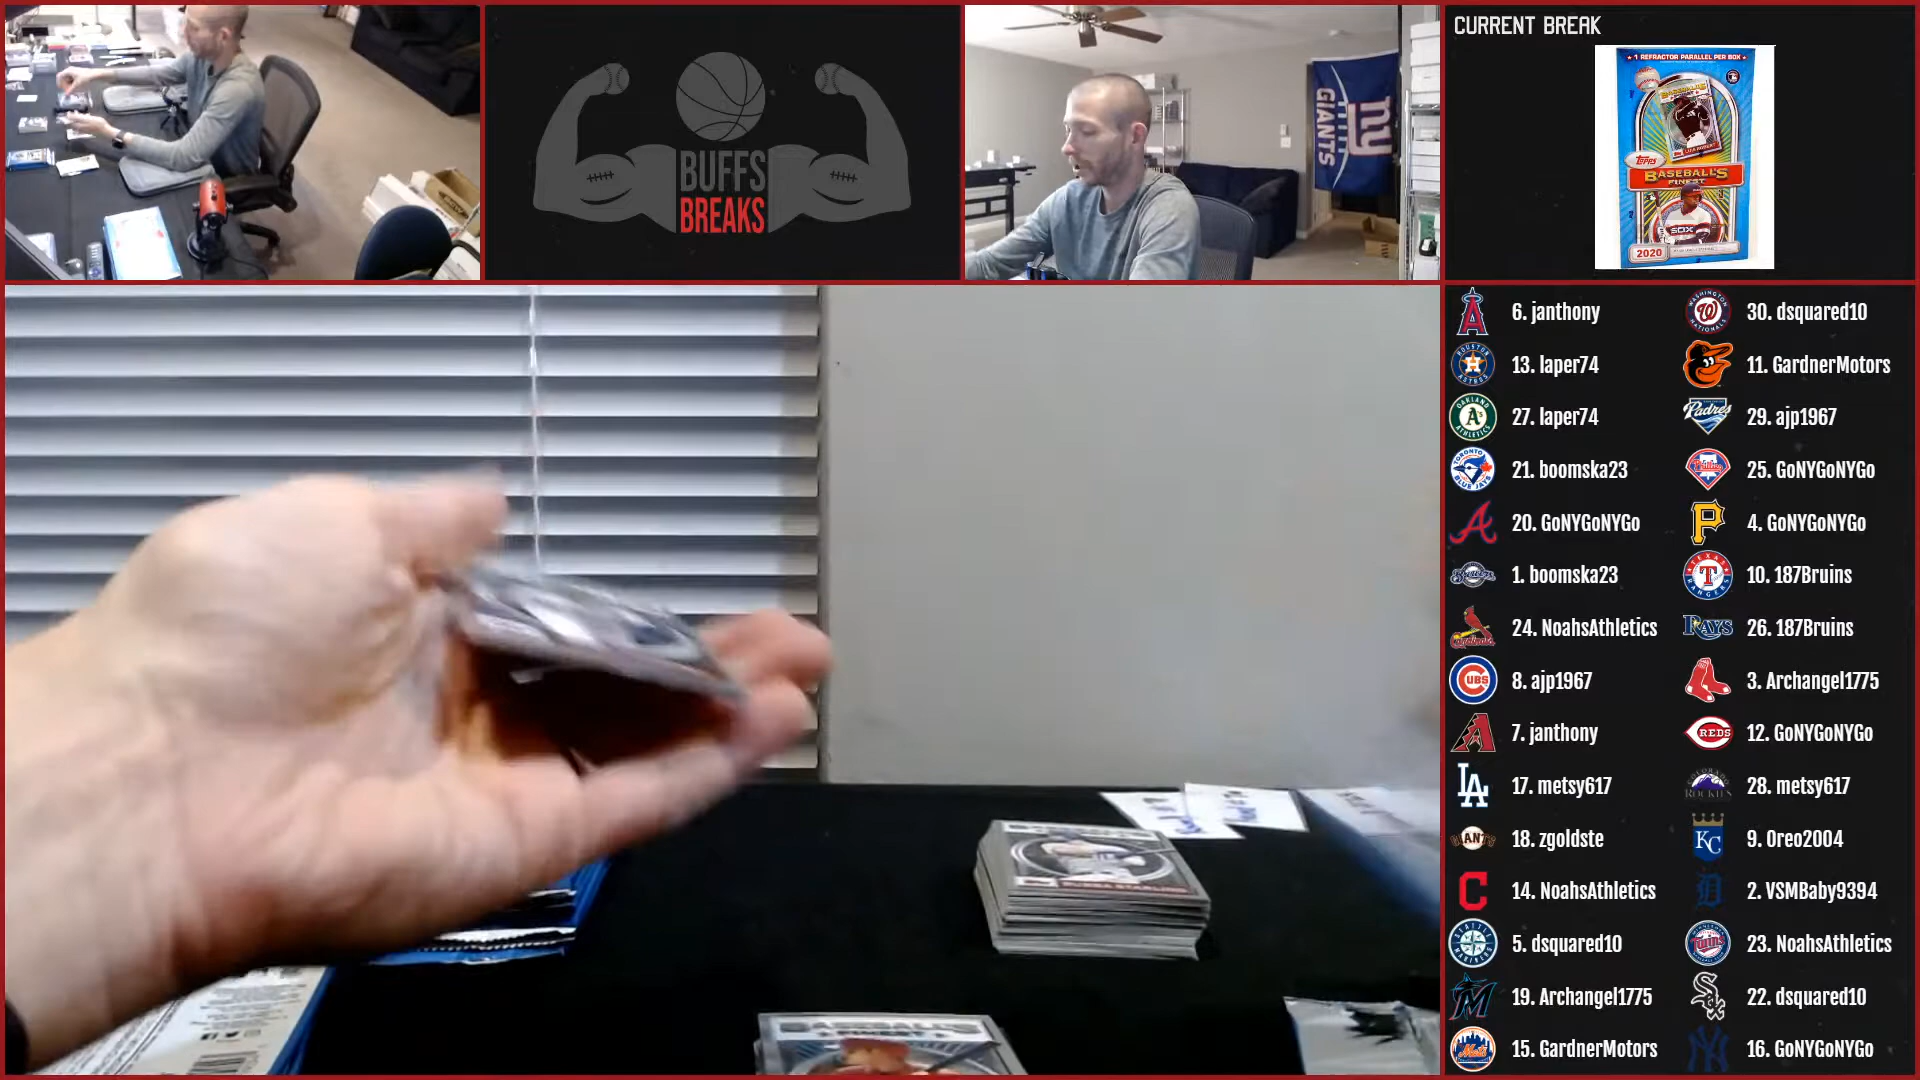 BUFFS
BREAKS
GIANTS
ny
CURRENT BREAK
1 REFRACTOR PARALLEL PER BOX
TOPPS
BASEBALL'S
FINEST
SOX
2020
6. janthony
30. dsquared10
13. laper74
11. GardnerMotors
27. laper74
29. ajp1967
21. boomska23
25. GoNYGoNYGo
20. GoNYGoNYGo
4. GoNYGoNYGo
1. boomska23
10. 187Bruins
24. NoahsAthletics
26. 187Bruins
8. ajp1967
3. Archangel1775
7. janthony
12. GoNYGoNYGo
17. metsy617
28. metsy617
18. zgoldste
9. Oreo2004
14. NoahsAthletics
2. VSMBaby9394
5. dsquared10
23. NoahsAthletics
19. Archangel1775
22. dsquared10
15. GardnerMotors
16. GoNYGoNYGo